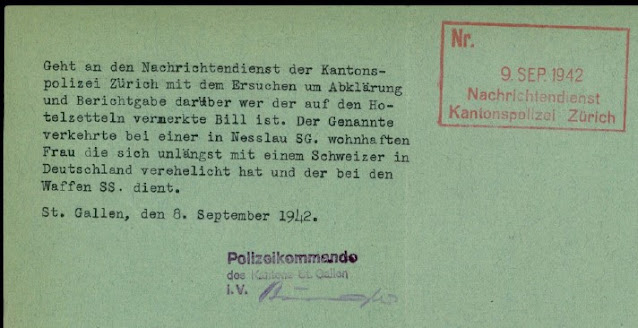 Nr.
9. SEP. 1942
Nachrichtendienst
Kantonspolizei Zürich
Geht an den Nachrichtendienst der Kantons-
polizei Zürich mit dem Ersuchen um Abklärung
und Berichtgabe darüber wer der auf den Ho-
telzetteln vermerkte Bill ist. Der Genannte
verkehrte bei einer in Nesslau SG. wohnhaften
Frau die sich unlängst mit einem Schweizer in
Deutschland verehelicht hat und der bei den
Waffen SS. dient.
St. Gallen, den 8. September 1942.
Polizeikommando
des Kantons St. Gallen
i.V.